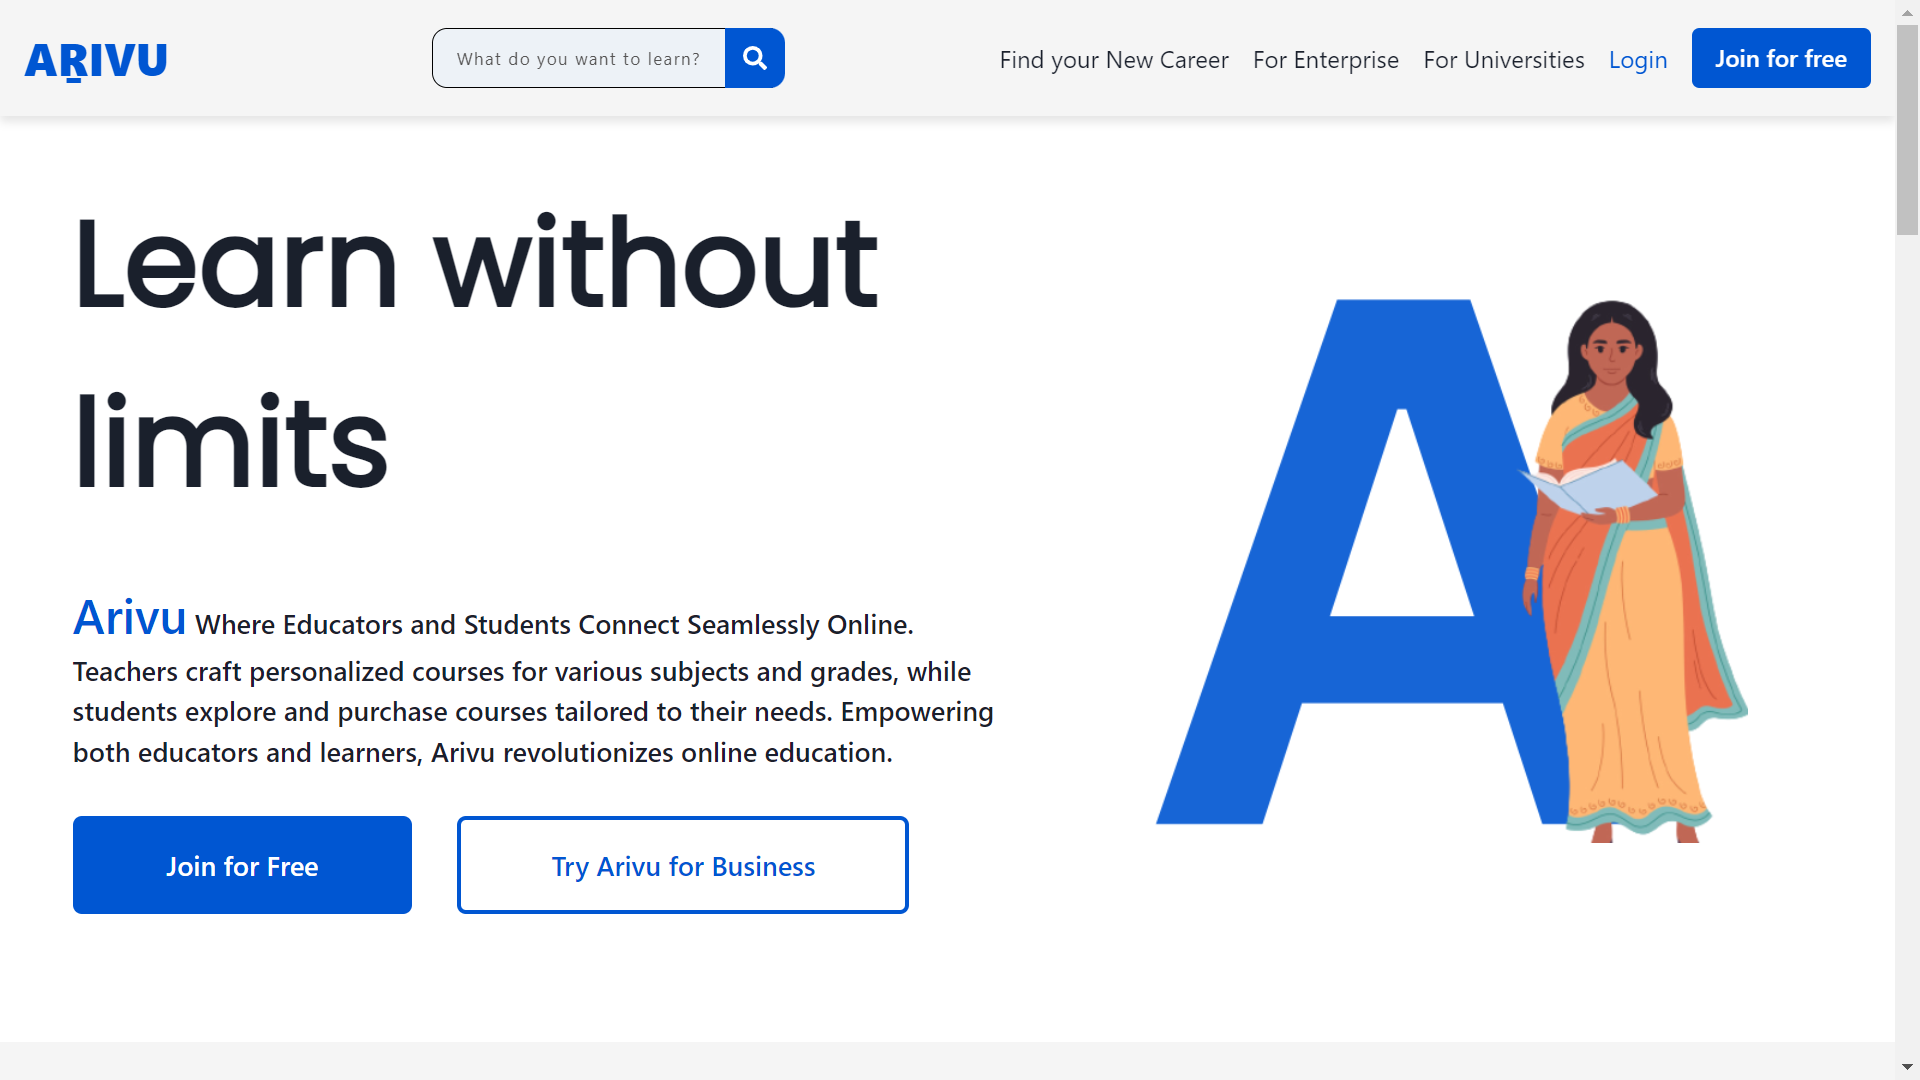 AṞIVU
What do you want to learn?
Find your New Career
For Enterprise
For Universities
Login
Join for free
Learn without
limits
Arivu Where Educators and Students Connect Seamlessly Online.
Teachers craft personalized courses for various subjects and grades, while
students explore and purchase courses tailored to their needs. Empowering
both educators and learners, Arivu revolutionizes online education.
Join for Free
Try Arivu for Business
A